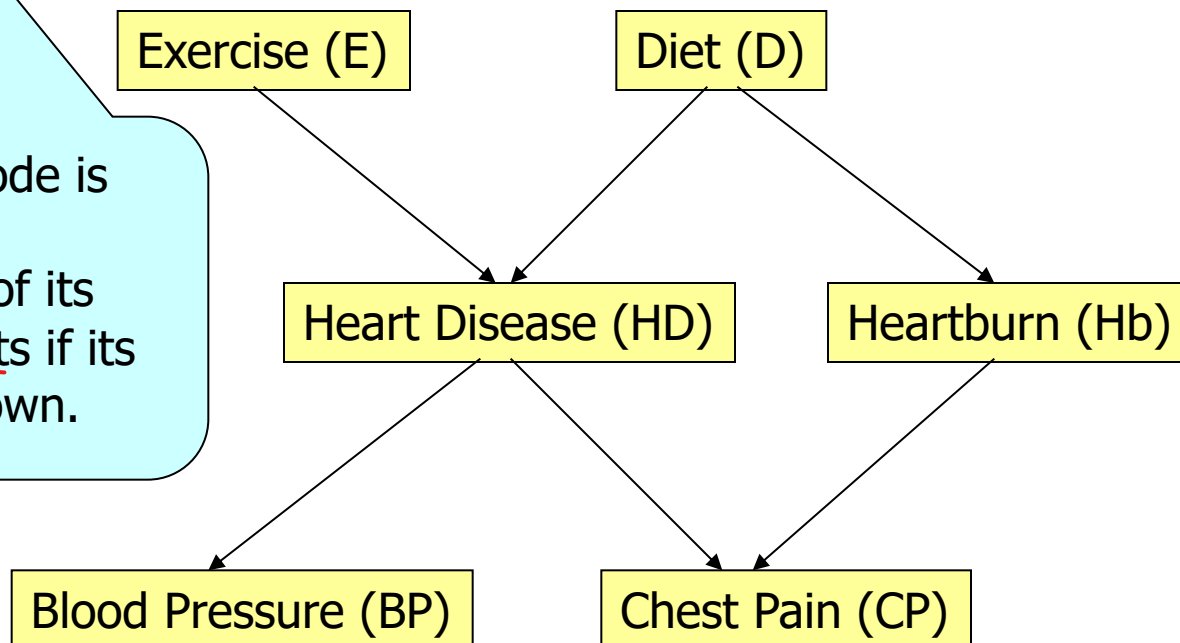 Exercise (E)
Diet (D)
ode is
of its
ts if its
own.
Heart Disease (HD)
Heartburn (Hb)
Blood Pressure (BP)
Chest Pain (CP)